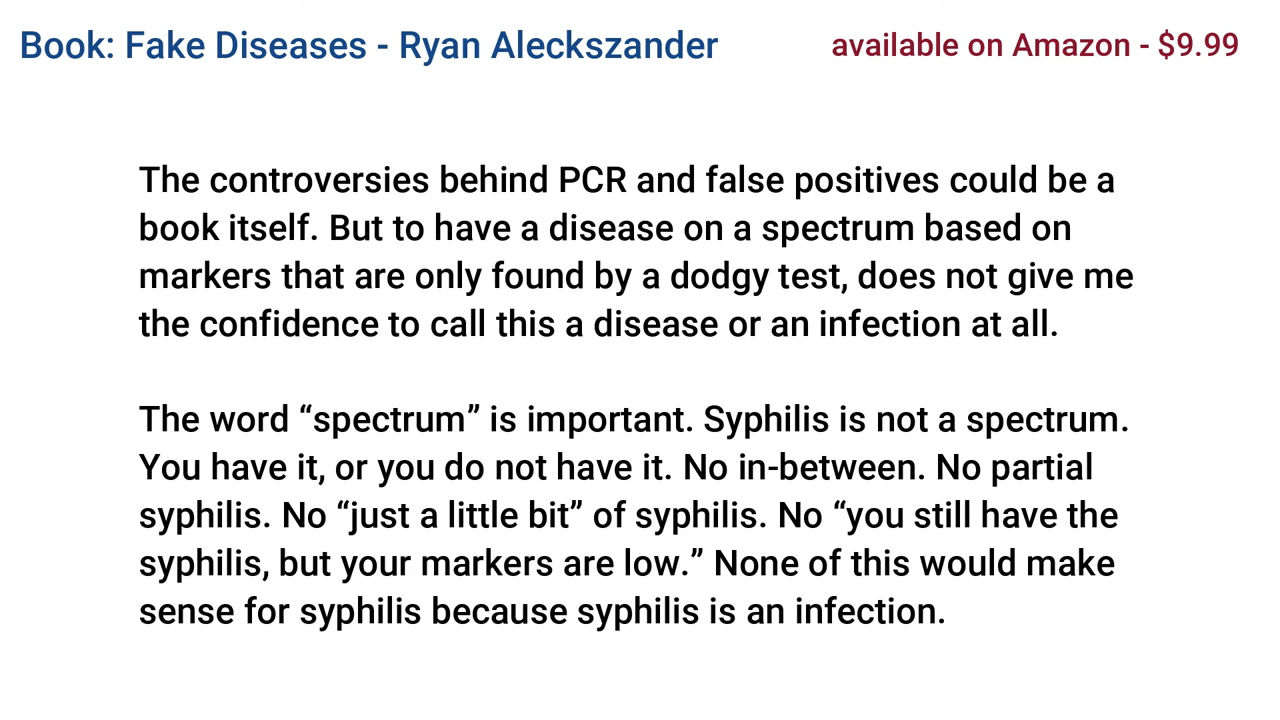 Book: Fake Diseases - Ryan Aleckszander
available on Amazon - $9.99
The controversies behind PCR and false positives could be a
book itself. But to have a disease on a spectrum based on
markers that are only found by a dodgy test, does not give me
the confidence to call this a disease or an infection at all.
The word “spectrum” is important. Syphilis is not a spectrum.
You have it, or you do not have it. No in-between. No partial
syphilis. No “just a little bit” of syphilis. No “you still have the
syphilis, but your markers are low.” None of this would make
sense for syphilis because syphilis is an infection.